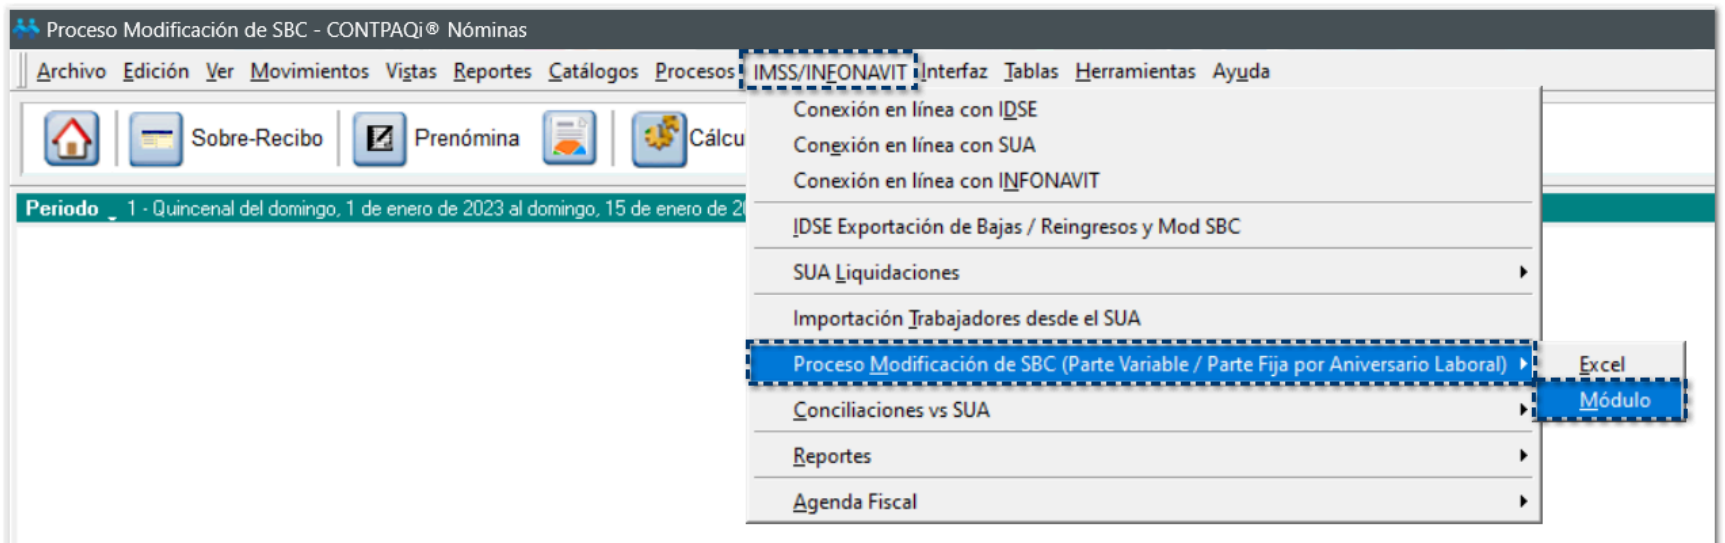 Proceso Modificación de SBC - CONTPAQi® Nóminas
Archivo Edición Ver Movimientos Vistas Reportes Catálogos Procesos IMSS/INFONAVIT Interfaz Tablas Herramientas Ayuda
Conexión en línea con IDSE
Sobre-Recibo Prenómina Cálcu
Conexión en línea con SUA
Conexión en línea con INFONAVIT
Periodo 1 - Quincenal del domingo, 1 de enero de 2023 al domingo, 15 de enero de 2
IDSE Exportación de Bajas / Reingresos y Mod SBC
SUA Liquidaciones
Importación Trabajadores desde el SUA
Proceso Modificación de SBC (Parte Variable / Parte Fija por Aniversario Laboral)
Excel
Módulo
Conciliaciones vs SUA
Reportes
Agenda Fiscal